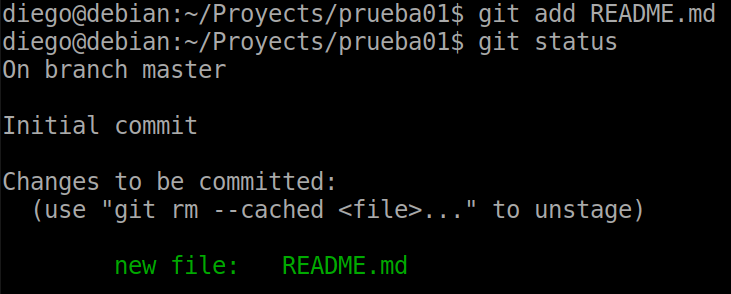 diego@debian:~/Proyects/prueba01$ git add README.md
diego@debian:~/Proyects/prueba01$ git status
On branch master
Initial commit
Changes to be committed:
(use "git rm --cached <file>..." to unstage)
new file: README.md